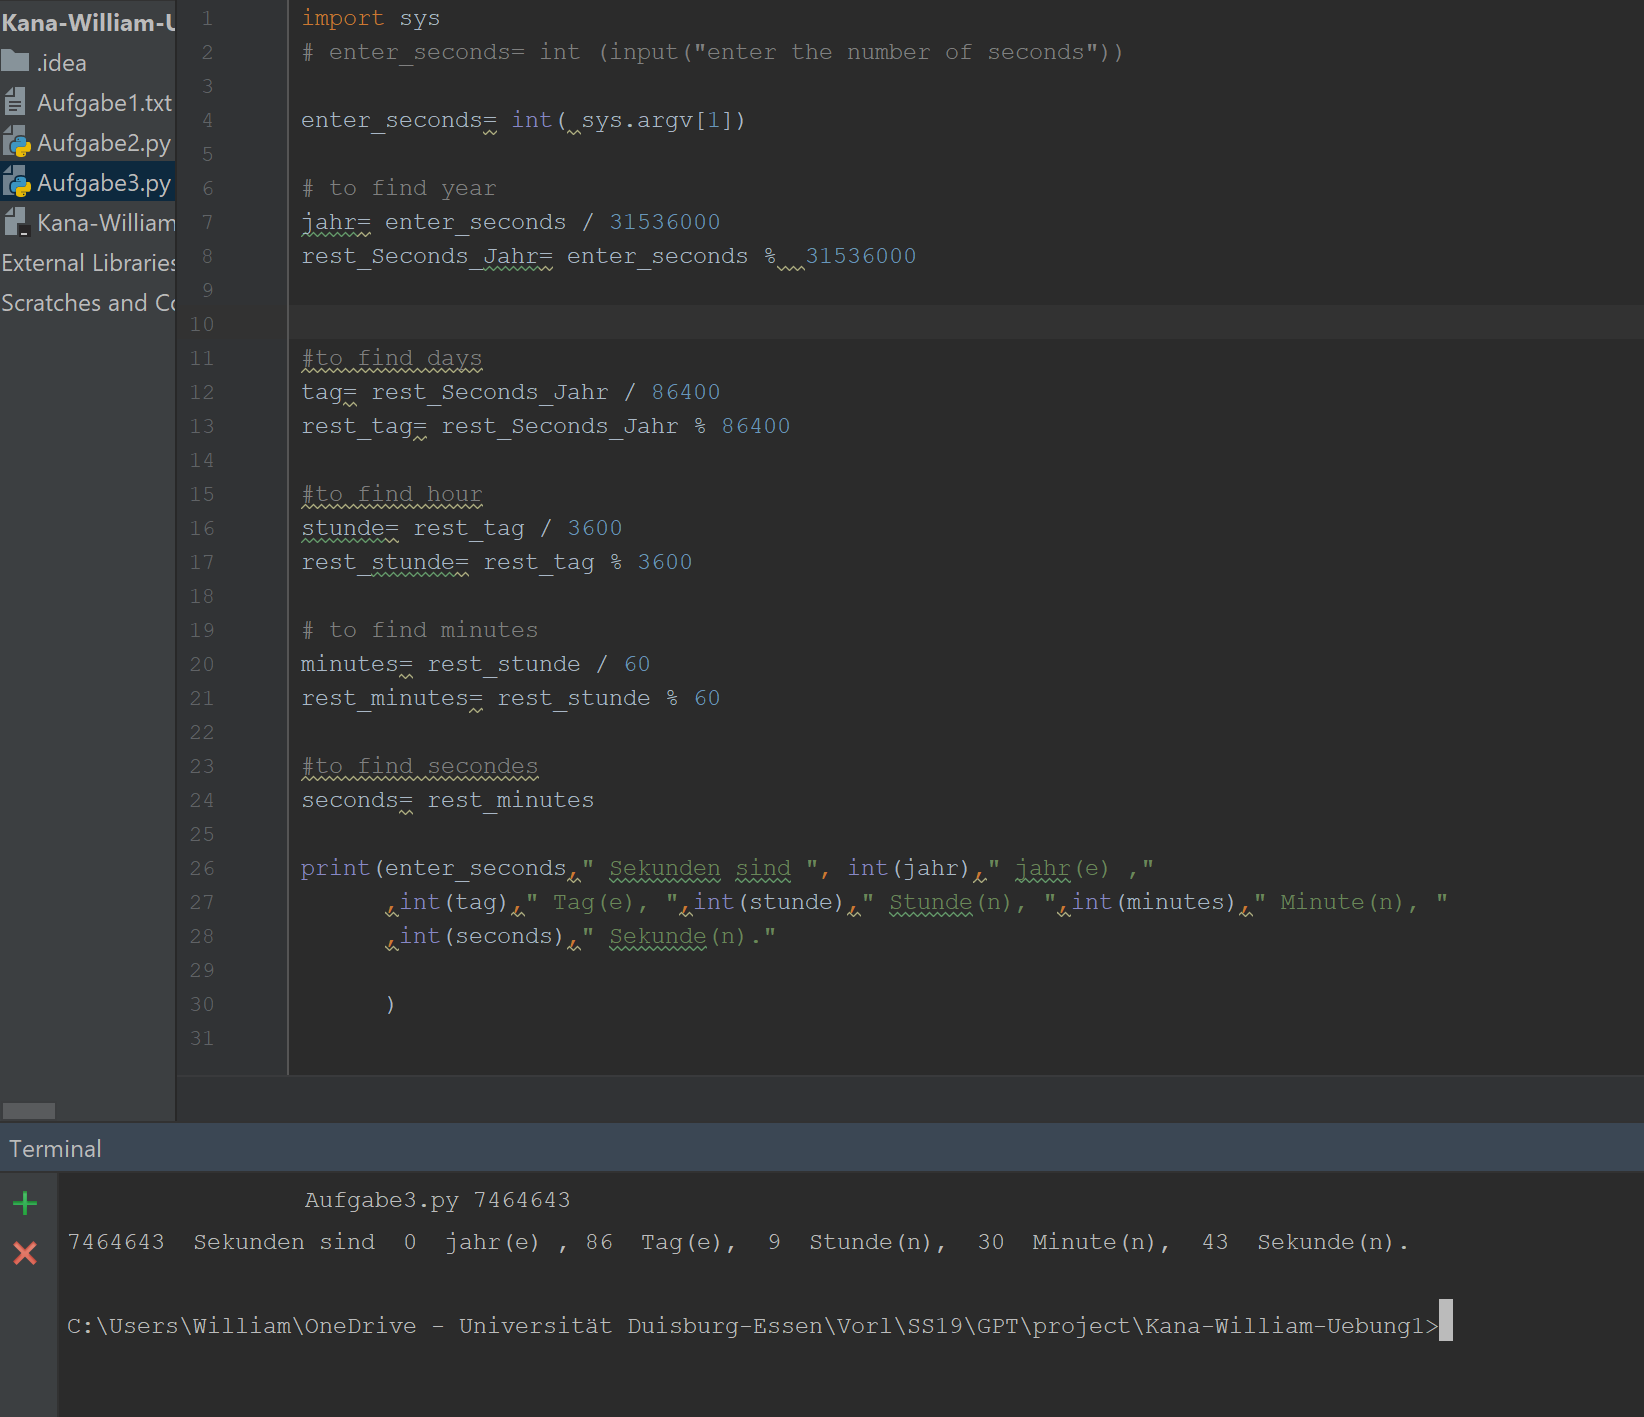 Kana-William-U
.idea
Aufgabe1.txt
Aufgabe2.py
Aufgabe3.py
Kana-William
External Libraries
Scratches and Co
1 import sys
2 # enter_seconds= int (input("enter the number of seconds"))
3
4 enter_seconds= int( sys.argv[1])
5
6 # to find year
7 jahr= enter_seconds / 31536000
8 rest_Seconds_Jahr= enter_seconds %  31536000
9
10
11 #to find days
12 tag= rest_Seconds_Jahr / 86400
13 rest_tag= rest_Seconds_Jahr % 86400
14
15 #to find hour
16 stunde= rest_tag / 3600
17 rest_stunde= rest_tag % 3600
18
19 # to find minutes
20 minutes= rest_stunde / 60
21 rest_minutes= rest_stunde % 60
22
23 #to find secondes
24 seconds= rest_minutes
25
26 print(enter_seconds," Sekunden sind ", int(jahr)," jahr(e) ,"
27       ,int(tag)," Tag(e), ",int(stunde)," Stunde(n), ",int(minutes)," Minute(n), "
28       ,int(seconds)," Sekunde(n)."
29
30       )
31
Terminal
Aufgabe3.py 7464643
7464643  Sekunden sind  0  jahr(e) , 86  Tag(e),  9  Stunde(n),  30  Minute(n),  43  Sekunde(n).
C:\Users\William\OneDrive - Universität Duisburg-Essen\Vorl\SS19\GPT\project\Kana-William-Uebung1>